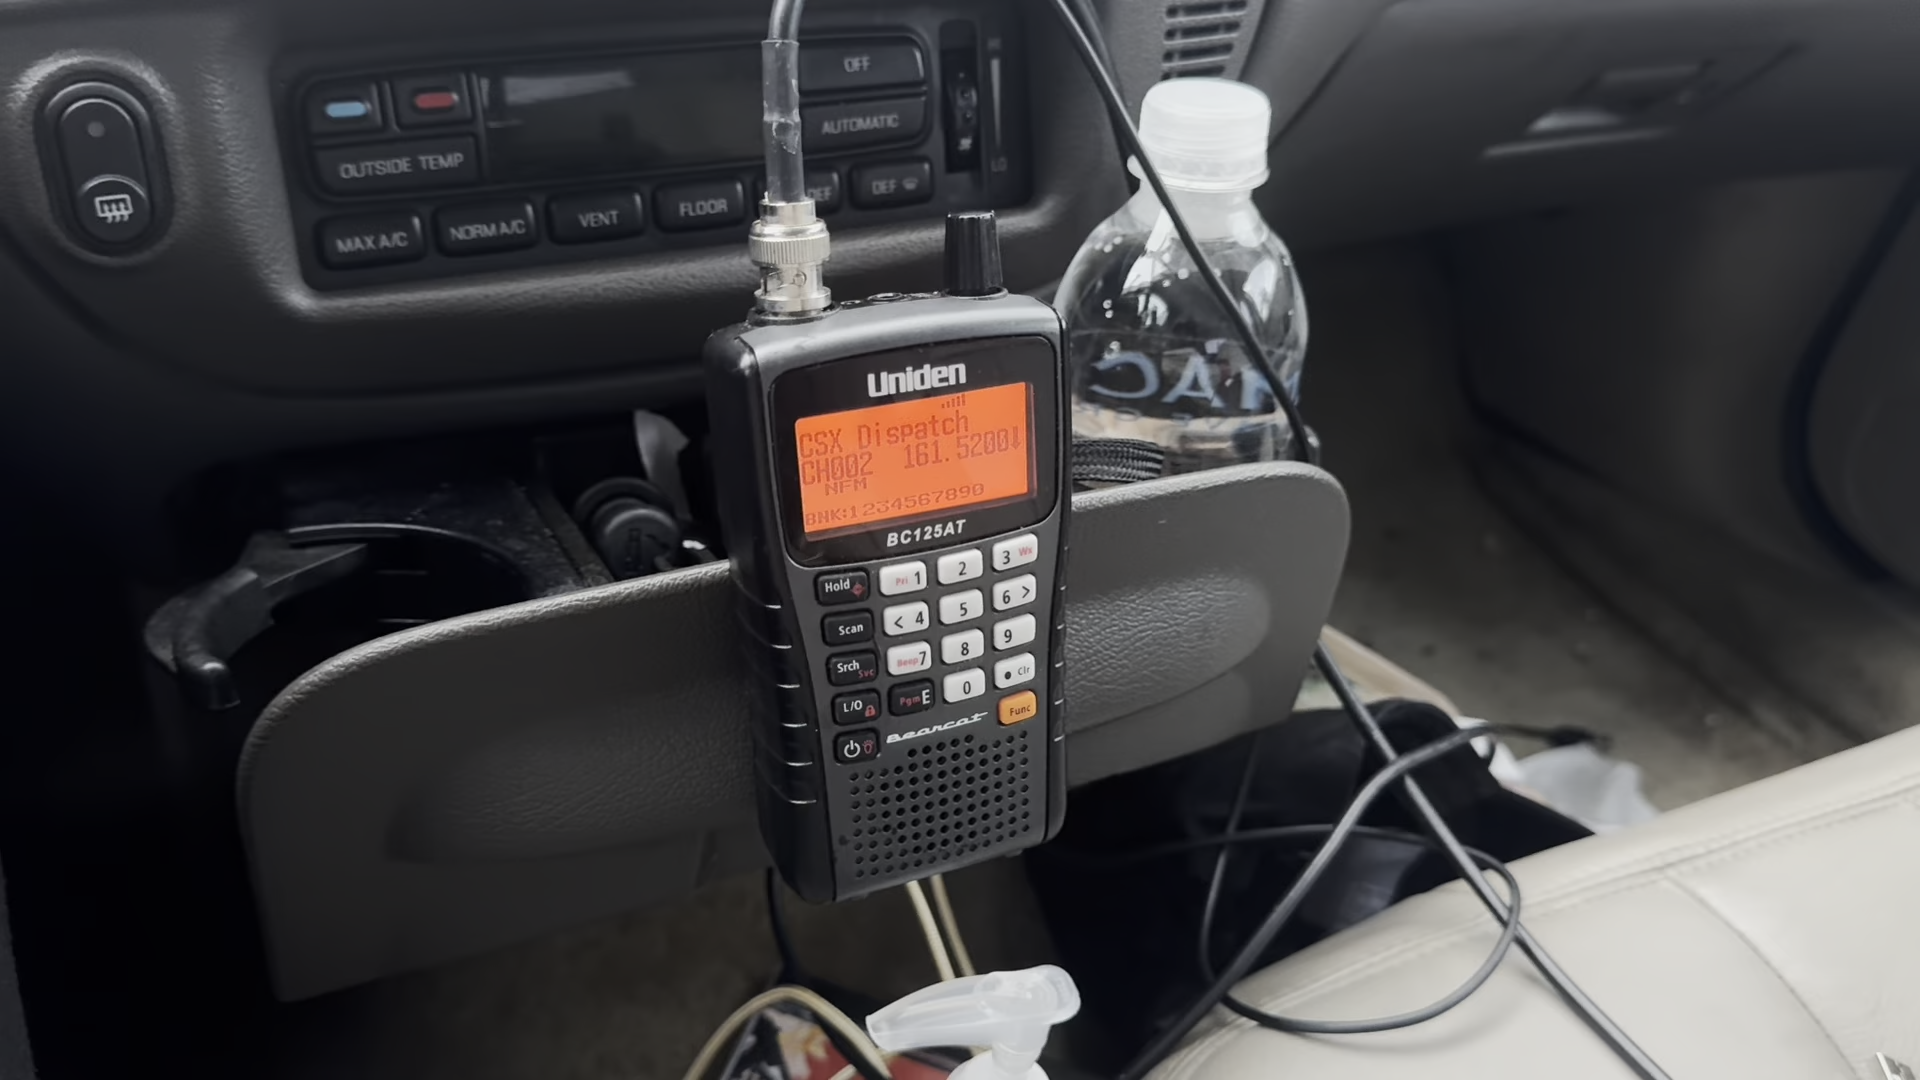 OFF
AUTOMATIC
OUTSIDE TEMP
MAX A/C
NORM A/C
VENT
FLOOR
DEF
DEF
LO
Uniden
CSX Dispatch
CH002 161.5200
NFM
BNK:1234567890
BC125AT
Hold
Pri 1
2
3 Wx
Scan
< 4
5
6 >
Srch Svc
Beep 7
8
9
L/O
Pgm E
0
. Clr
Func
Bearcat